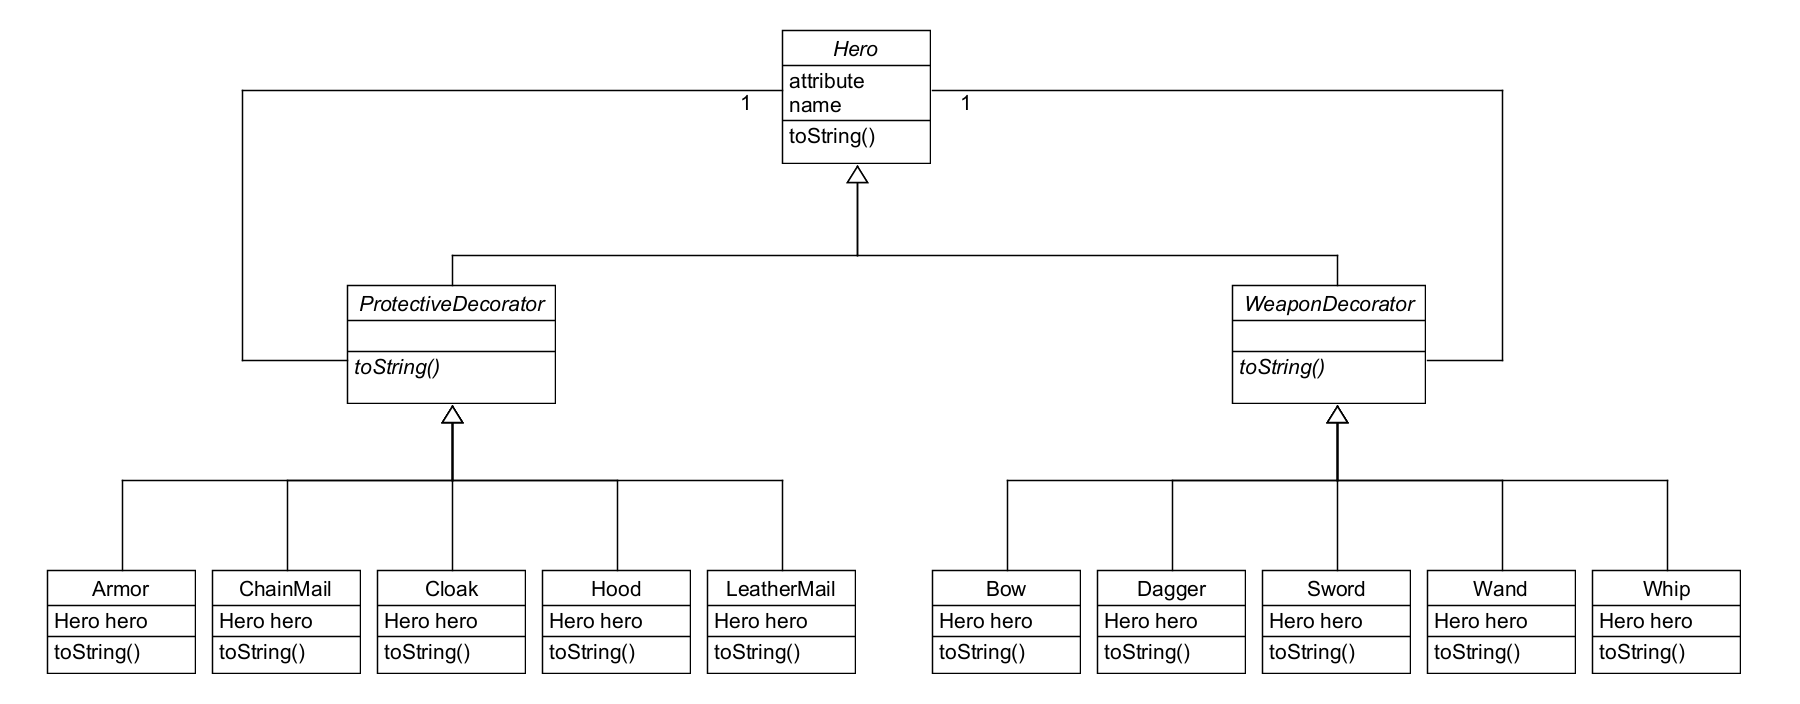 Hero
attribute
name
toString()
1
1
ProtectiveDecorator
toString()
WeaponDecorator
toString()
Armor
Hero hero
toString()
ChainMail
Hero hero
toString()
Cloak
Hero hero
toString()
Hood
Hero hero
toString()
LeatherMail
Hero hero
toString()
Bow
Hero hero
toString()
Dagger
Hero hero
toString()
Sword
Hero hero
toString()
Wand
Hero hero
toString()
Whip
Hero hero
toString()